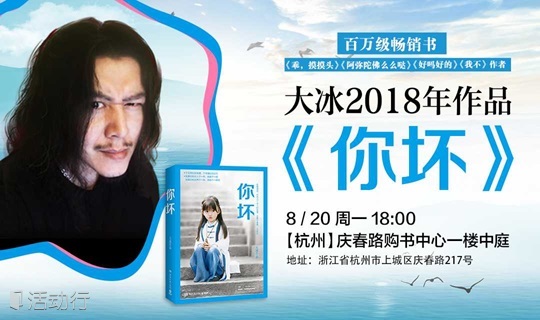 百万级畅销书
《乖，摸摸头》《阿弥陀佛么么哒》《好吗好的》《我不》作者
大冰2018年作品
《你坏》
8 / 20 周一 18:00
【杭州】庆春路购书中心一楼中庭
地址：浙江省杭州市上城区庆春路217号
你坏
你坏
活动行